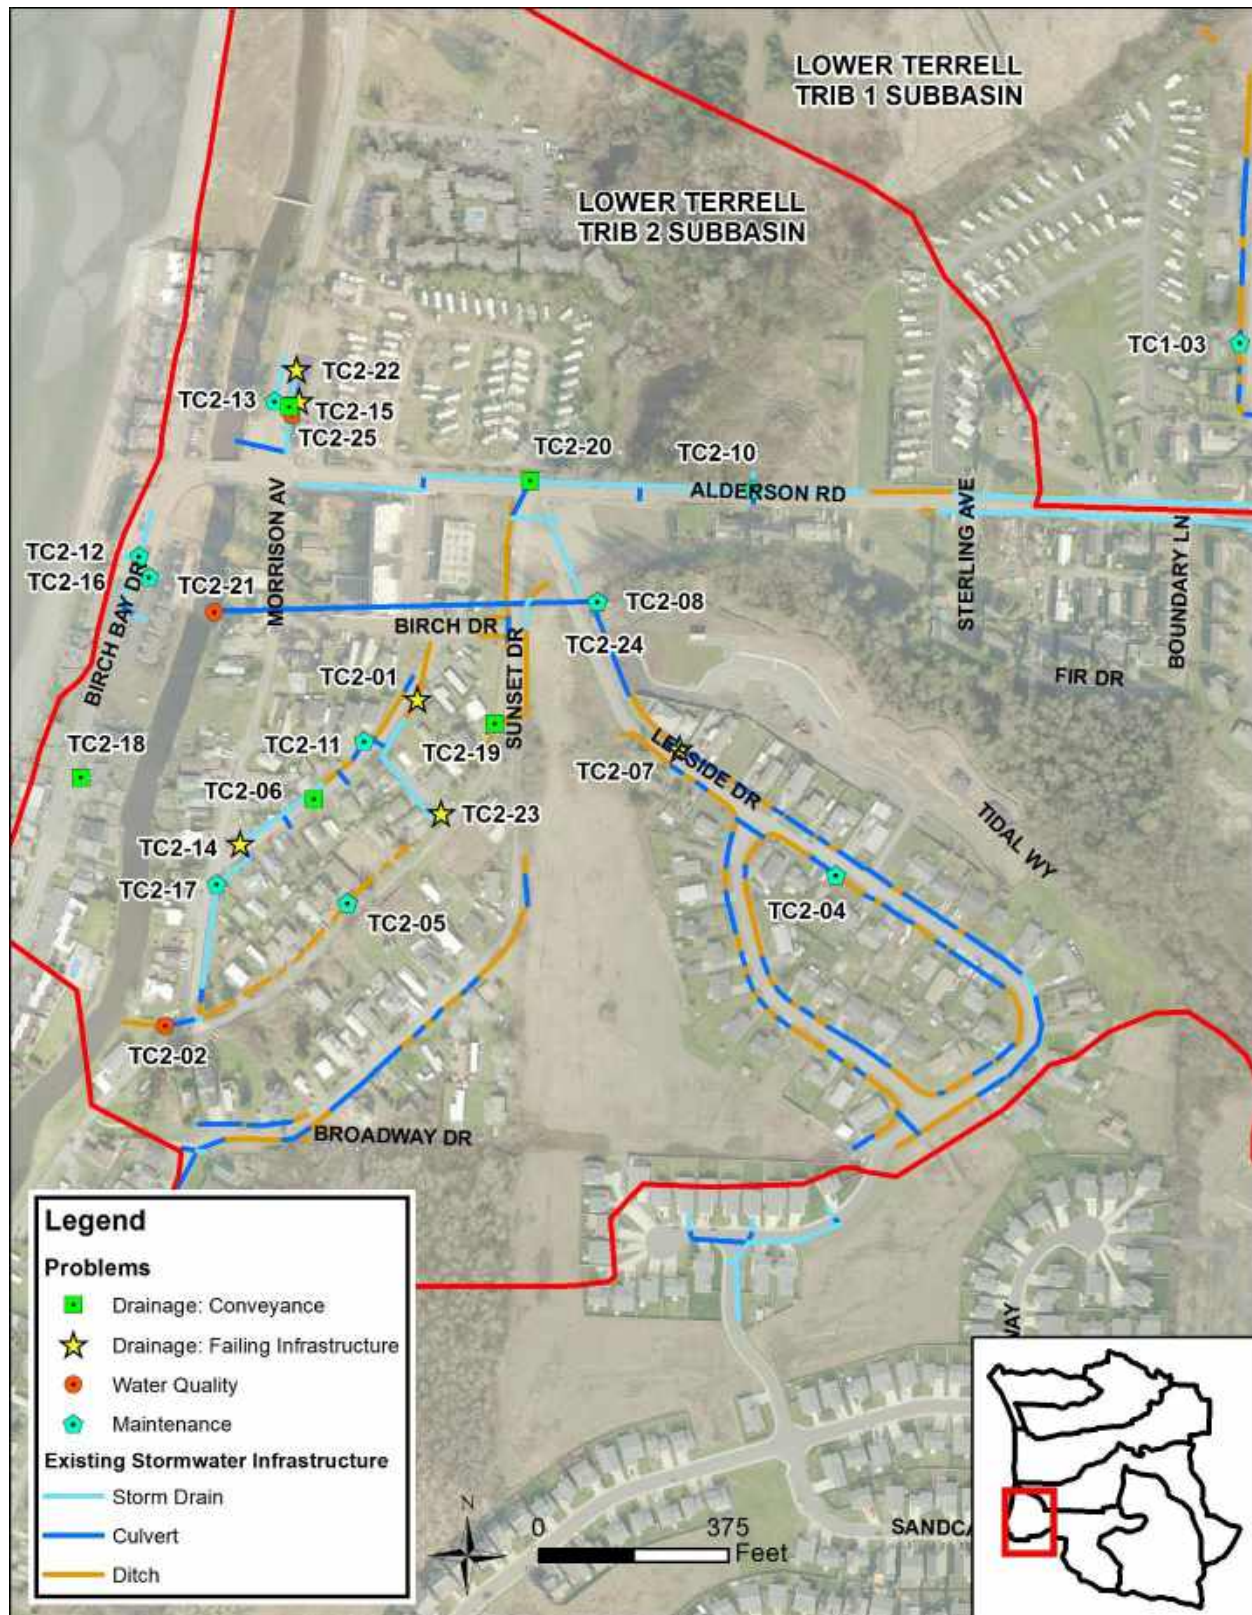 LOWER TERRELL
TRIB 1 SUBBASIN
LOWER TERRELL
TRIB 2 SUBBASIN
TC1-03
TC2-22
TC2-13
TC2-15
TC2-25
TC2-20
TC2-10
ALDERSON RD
MORRISON AV
STERLING AVE
BOUNDARY LN
TC2-12
TC2-16
BIRCH BAY DR
TC2-21
TC2-08
BIRCH DR
TC2-24
SUNSET DR
FIR DR
TC2-01
TC2-11
TC2-19
TC2-18
TC2-07
LEESIDE DR
TC2-06
TC2-23
TIDAL WY
TC2-14
TC2-17
TC2-05
TC2-04
TC2-02
BROADWAY DR
Legend
Problems
Drainage: Conveyance
Drainage: Failing Infrastructure
Water Quality
Maintenance
Existing Stormwater Infrastructure
Storm Drain
Culvert
Ditch
N
0 375
Feet
WAY
SANDCA